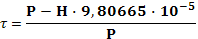 τ = (P − H · 9,80665 · 10⁻⁵) / P